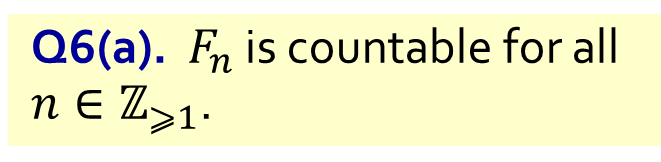 Q6(a). Fₙ is countable for all
n ∈ ℤ⩾₁.